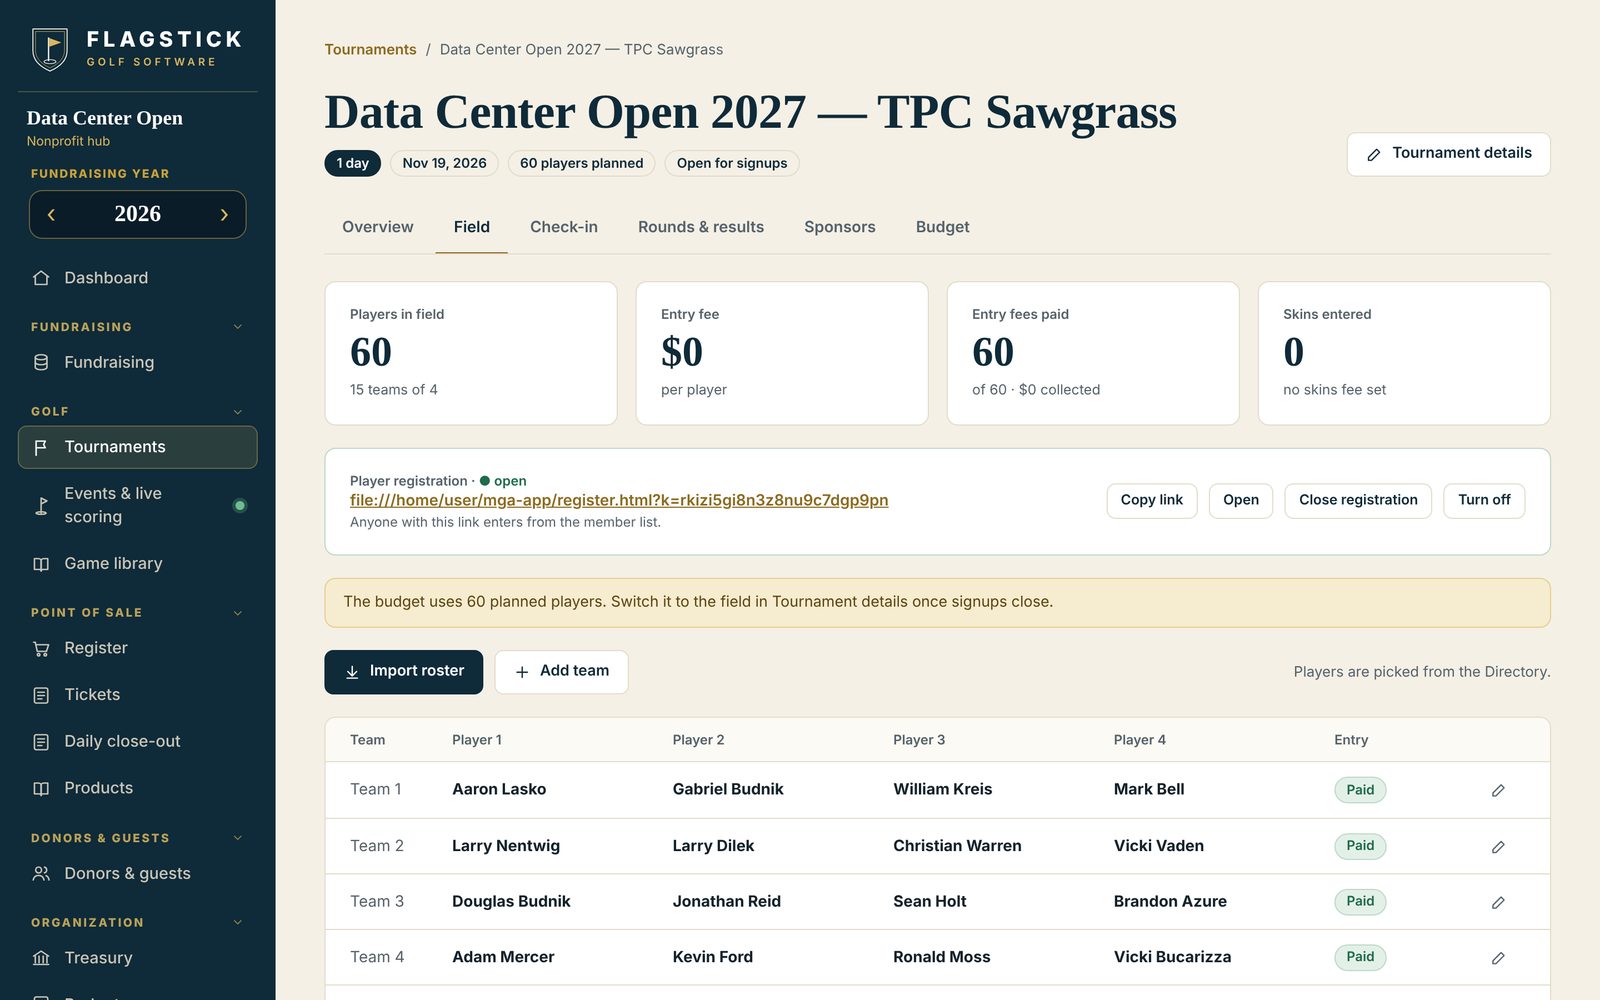 FLAGSTICK
GOLF SOFTWARE
Data Center Open
Nonprofit hub
FUNDRAISING YEAR
2026
Dashboard
FUNDRAISING
Fundraising
GOLF
Tournaments
Events & live
scoring
Game library
POINT OF SALE
Register
Tickets
Daily close-out
Products
DONORS & GUESTS
Donors & guests
ORGANIZATION
Treasury
Tournaments / Data Center Open 2027 — TPC Sawgrass
Data Center Open 2027 — TPC Sawgrass
1 day Nov 19, 2026 60 players planned Open for signups
Tournament details
Overview Field Check-in Rounds & results Sponsors Budget
Players in field
60
15 teams of 4
Entry fee
$0
per player
Entry fees paid
60
of 60 · $0 collected
Skins entered
0
no skins fee set
Player registration · open
file:///home/user/mga-app/register.html?k=rkizi5gi8n3z8nu9c7dgp9pn
Anyone with this link enters from the member list.
Copy link Open Close registration Turn off
The budget uses 60 planned players. Switch it to the field in Tournament details once signups close.
Import roster Add team Players are picked from the Directory.
Team Player 1 Player 2 Player 3 Player 4 Entry
Team 1 Aaron Lasko Gabriel Budnik William Kreis Mark Bell Paid
Team 2 Larry Nentwig Larry Dilek Christian Warren Vicki Vaden Paid
Team 3 Douglas Budnik Jonathan Reid Sean Holt Brandon Azure Paid
Team 4 Adam Mercer Kevin Ford Ronald Moss Vicki Bucarizza Paid